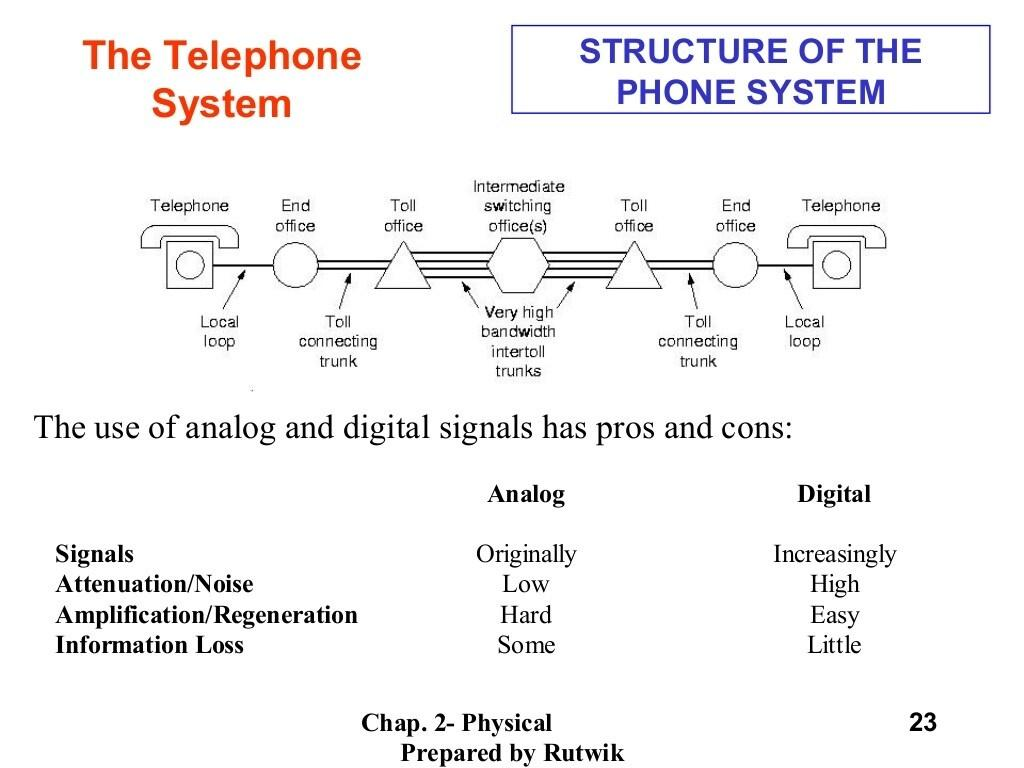 The Telephone
System
STRUCTURE OF THE
PHONE SYSTEM
Intermediate
switching
office(s)
Telephone
End
office
Toll
office
Toll
office
End
office
Telephone
Local
loop
Toll
connecting
trunk
Very high
bandwidth
intertoll
trunks
Toll
connecting
trunk
Local
loop
The use of analog and digital signals has pros and cons:
Analog Digital
Signals Originally Increasingly
Attenuation/Noise Low High
Amplification/Regeneration Hard Easy
Information Loss Some Little
Chap. 2- Physical 23
Prepared by Rutwik